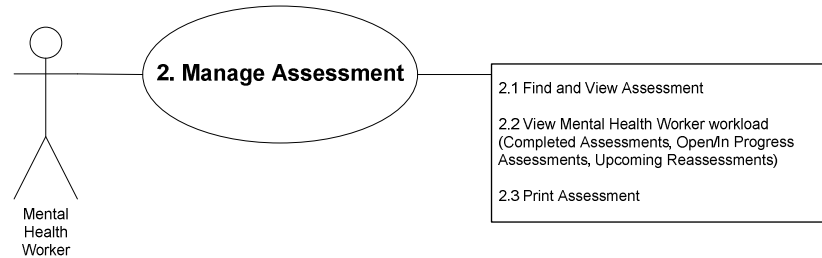 2. Manage Assessment
2.1 Find and View Assessment
2.2 View Mental Health Worker workload
(Completed Assessments, Open/In Progress
Assessments, Upcoming Reassessments)
2.3 Print Assessment
Mental
Health
Worker